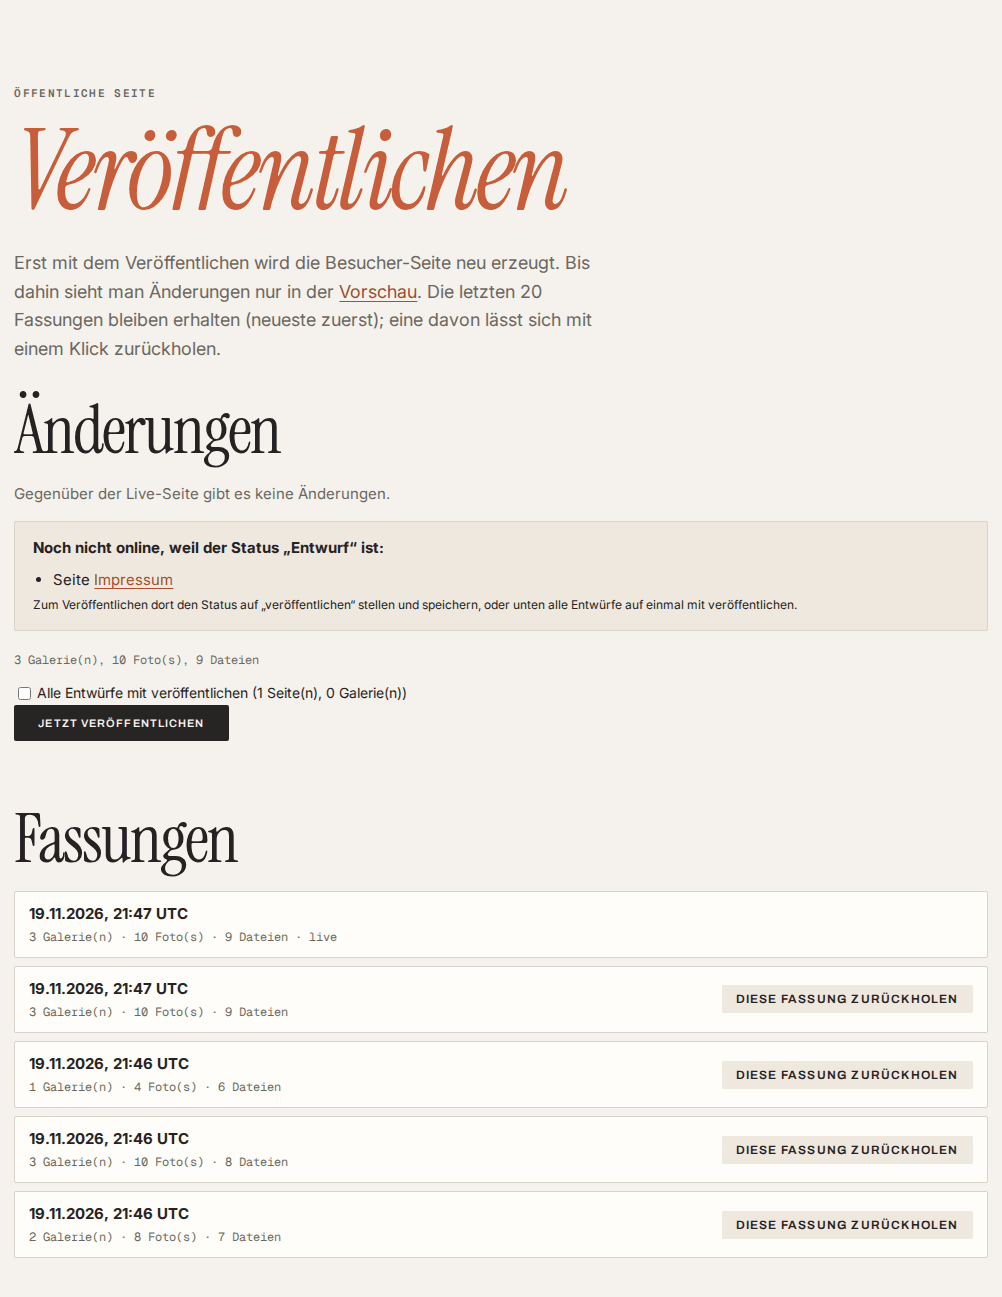 ÖFFENTLICHE SEITE
Veröffentlichen
Erst mit dem Veröffentlichen wird die Besucher-Seite neu erzeugt. Bis
dahin sieht man Änderungen nur in der Vorschau. Die letzten 20
Fassungen bleiben erhalten (neueste zuerst); eine davon lässt sich mit
einem Klick zurückholen.
Änderungen
Gegenüber der Live-Seite gibt es keine Änderungen.
Noch nicht online, weil der Status „Entwurf“ ist:
• Seite Impressum
Zum Veröffentlichen dort den Status auf „veröffentlichen“ stellen und speichern, oder unten alle Entwürfe auf einmal mit veröffentlichen.
3 Galerie(n), 10 Foto(s), 9 Dateien
Alle Entwürfe mit veröffentlichen (1 Seite(n), 0 Galerie(n))
JETZT VERÖFFENTLICHEN
Fassungen
19.11.2026, 21:47 UTC
3 Galerie(n) · 10 Foto(s) · 9 Dateien · live
19.11.2026, 21:47 UTC
3 Galerie(n) · 10 Foto(s) · 9 Dateien
DIESE FASSUNG ZURÜCKHOLEN
19.11.2026, 21:46 UTC
1 Galerie(n) · 4 Foto(s) · 6 Dateien
DIESE FASSUNG ZURÜCKHOLEN
19.11.2026, 21:46 UTC
3 Galerie(n) · 10 Foto(s) · 8 Dateien
DIESE FASSUNG ZURÜCKHOLEN
19.11.2026, 21:46 UTC
2 Galerie(n) · 8 Foto(s) · 7 Dateien
DIESE FASSUNG ZURÜCKHOLEN